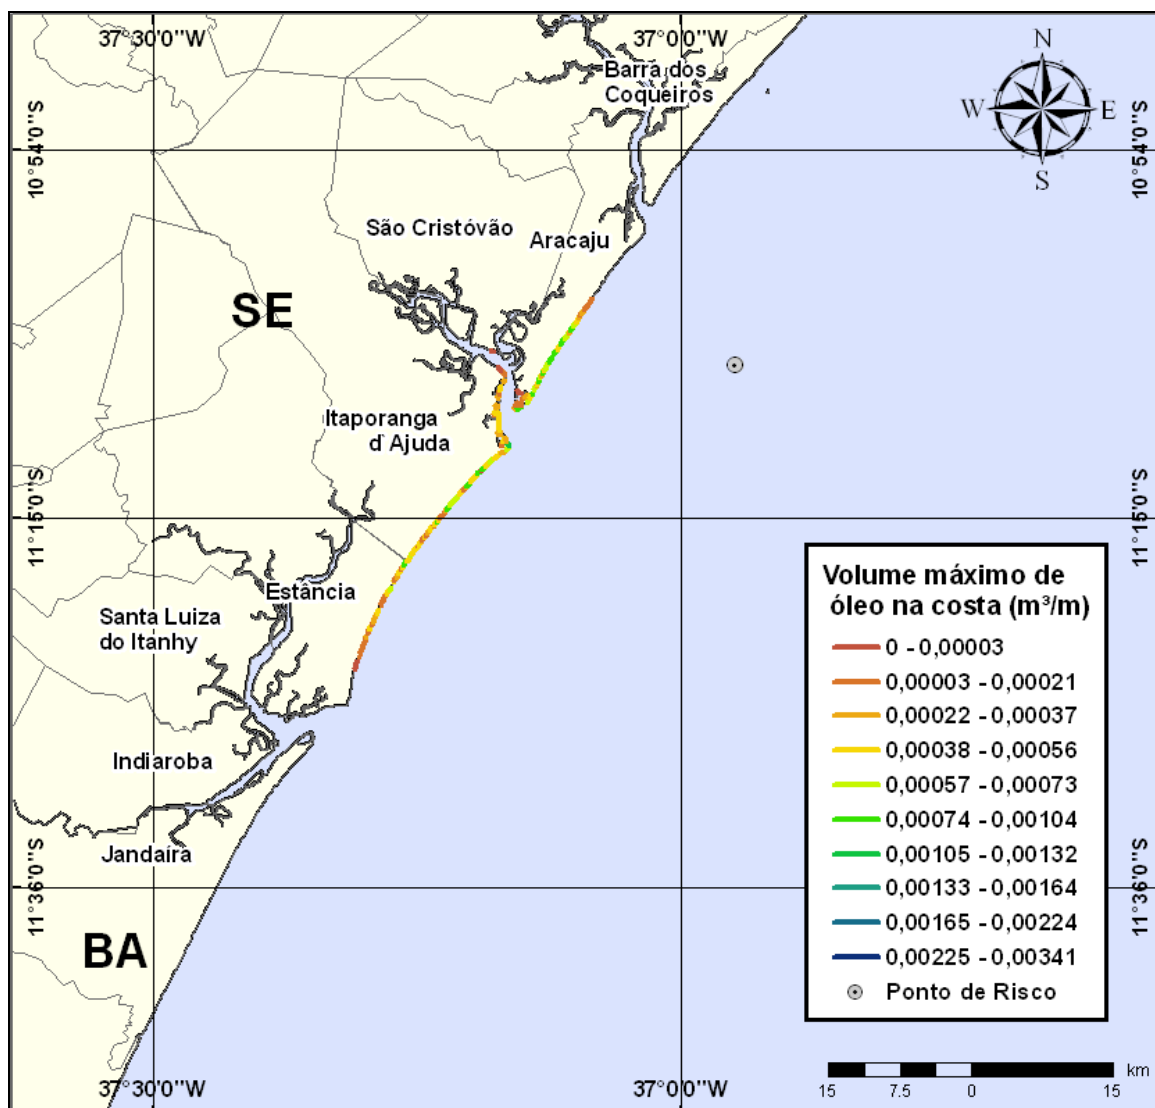 37°30'0"W
37°0'0"W
N
W
E
S
Barra dos
Coqueiros
10°54'0"S
10°54'0"S
São Cristóvão
Aracaju
SE
Itaporanga
d`Ajuda
11°15'0"S
11°15'0"S
Estância
Santa Luiza
do Itanhy
Indiaroba
Jandaíra
11°36'0"S
11°36'0"S
BA
Volume máximo de
óleo na costa (m³/m)
0 - 0,00003
0,00003 - 0,00021
0,00022 - 0,00037
0,00038 - 0,00056
0,00057 - 0,00073
0,00074 - 0,00104
0,00105 - 0,00132
0,00133 - 0,00164
0,00165 - 0,00224
0,00225 - 0,00341
Ponto de Risco
37°30'0"W
37°0'0"W
km
15 7.5 0 15